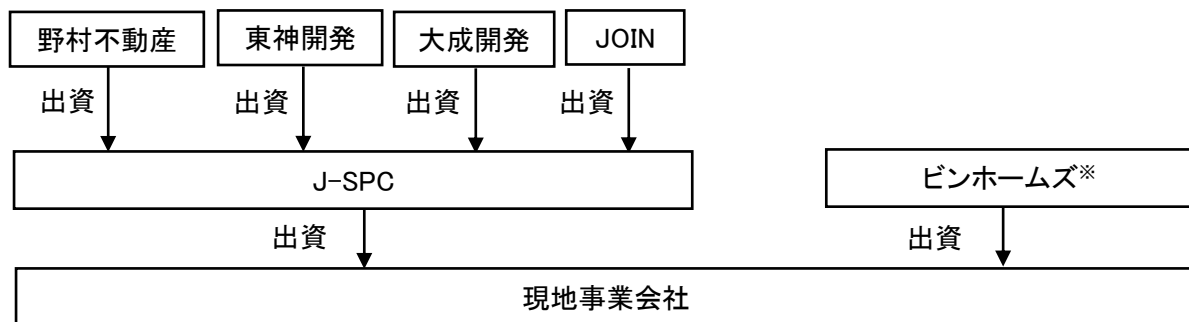 野村不動産
東神開発
大成開発
JOIN
出資
出資
出資
出資
J-SPC
ビンホームズ※
出資
出資
現地事業会社